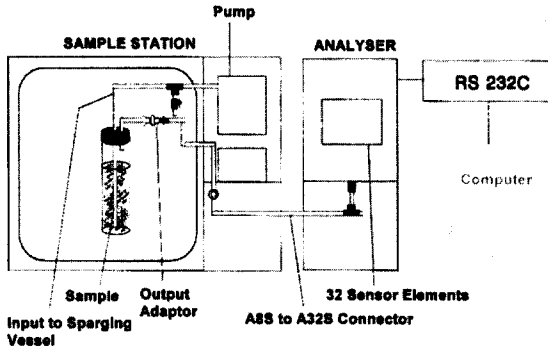 Pump
SAMPLE STATION
ANALYSER
RS 232C
Computer
Sample
Output
Adaptor
32 Sensor Elements
Input to Sparging
Vessel
A8S to A32S Connector